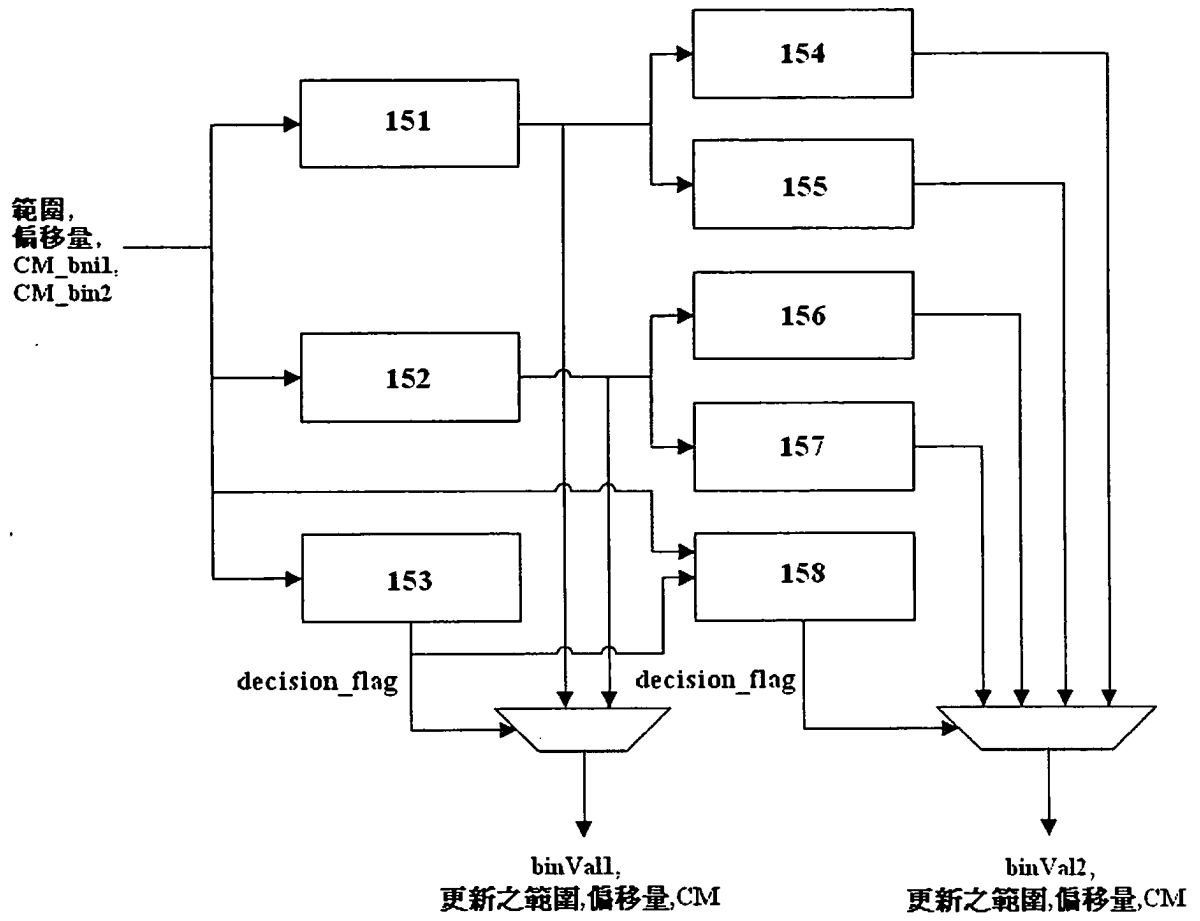 154
151
155
範圍,
偏移量,
CM_bni1,
CM_bin2
156
152
157
158
153
decision_flag
decision_flag
binVal1,
更新之範圍,偏移量,CM
binVal2,
更新之範圍,偏移量,CM